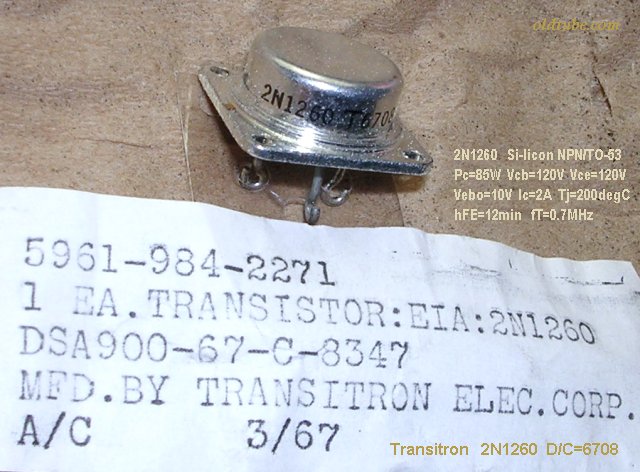 oldtube.com
2N1260 T6708
2N1260 Si-licon NPN/TO-53
Pc=85W Vcb=120V Vce=120V
Vebo=10V Ic=2A Tj=200degC
hFE=12min fT=0.7MHz
5961-984-2271
1 EA.TRANSISTOR:EIA:2N1260
DSA900-67-C-8347
MFD.BY TRANSITRON ELEC.CORP.
A/C 3/67
Transitron 2N1260 D/C=6708